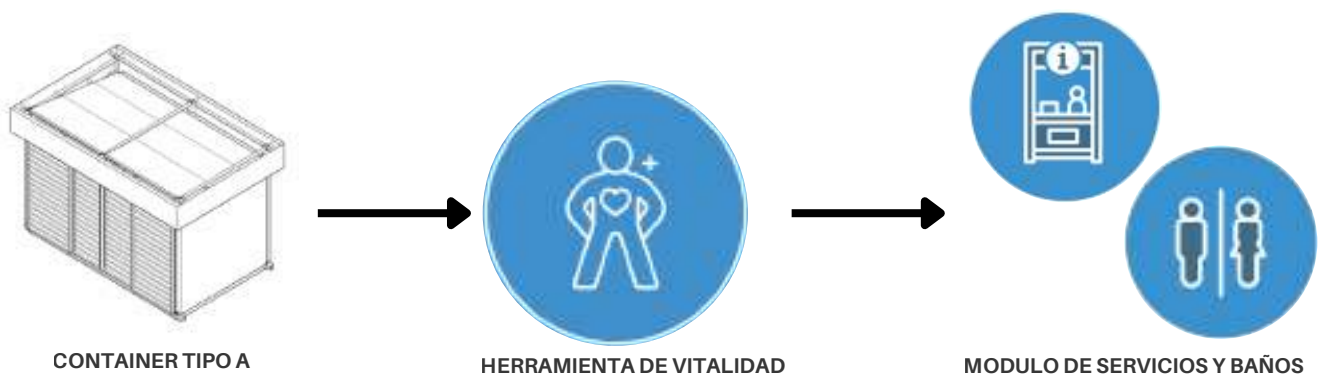 i
CONTAINER TIPO A
HERRAMIENTA DE VITALIDAD
MODULO DE SERVICIOS Y BAÑOS